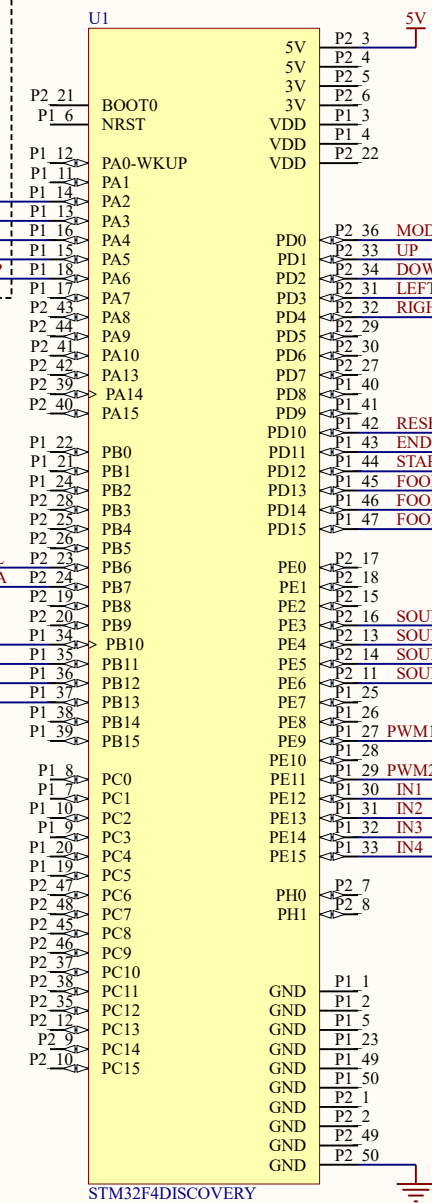 U1
5V
P2 21 BOOT0
P1 6 NRST
P1 12 PA0-WKUP
P1 11 PA1
P1 14 PA2
P1 13 PA3
P1 16 PA4
P1 15 PA5
P1 18 PA6
P1 17 PA7
P2 43 PA8
P2 44 PA9
P2 41 PA10
P2 42 PA13
P2 39 PA14
P2 40 PA15
P1 22 PB0
P1 21 PB1
P1 24 PB2
P2 28 PB3
P2 25 PB4
P2 26 PB5
P2 23 PB6
P2 24 PB7
P2 19 PB8
P2 20 PB9
P1 34 PB10
P1 35 PB11
P1 36 PB12
P1 37 PB13
P1 38 PB14
P1 39 PB15
P1 8 PC0
P1 7 PC1
P1 10 PC2
P1 9 PC3
P1 20 PC4
P1 19 PC5
P2 47 PC6
P2 48 PC7
P2 45 PC8
P2 46 PC9
P2 37 PC10
P2 38 PC11
P2 35 PC12
P2 12 PC13
P2 9 PC14
P2 10 PC15
5V P2 3
5V P2 4
3V P2 5
3V P2 6
VDD P1 3
VDD P1 4
VDD P2 22
PD0 P2 36 MOD
PD1 P2 33 UP
PD2 P2 34 DOW
PD3 P2 31 LEFT
PD4 P2 32 RIGH
PD5 P2 29
PD6 P2 30
PD7 P2 27
PD8 P1 40
PD9 P1 41
PD10 P1 42 RESE
PD11 P1 43 END
PD12 P1 44 STAR
PD13 P1 45 FOO
PD14 P1 46 FOO
PD15 P1 47 FOO
PE0 P2 17
PE1 P2 18
PE2 P2 15
PE3 P2 16 SOU
PE4 P2 13 SOU
PE5 P2 14 SOU
PE6 P2 11 SOU
PE7 P1 25
PE8 P1 26
PE9 P1 27 PWM1
PE10 P1 28
PE11 P1 29 PWM2
PE12 P1 30 IN1
PE13 P1 31 IN2
PE14 P1 32 IN3
PE15 P1 33 IN4
PH0 P2 7
PH1 P2 8
GND P1 1
GND P1 2
GND P1 5
GND P1 23
GND P1 49
GND P1 50
GND P2 1
GND P2 2
GND P2 49
GND P2 50
STM32F4DISCOVERY